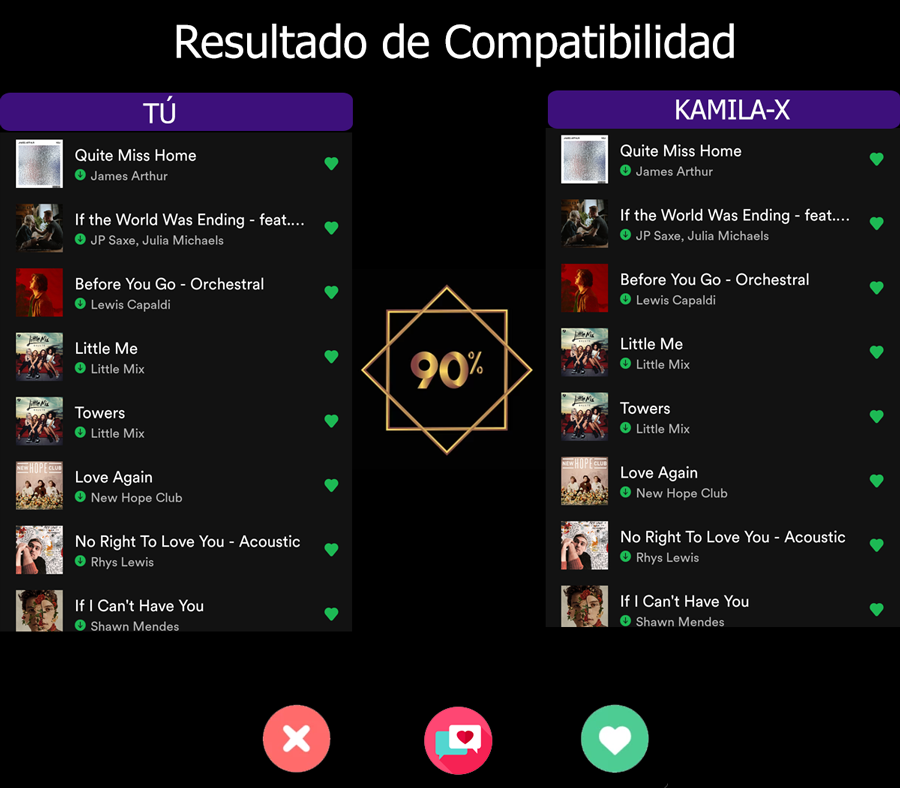 Resultado de Compatibilidad
TÚ
Quite Miss Home
James Arthur
If the World Was Ending - feat....
JP Saxe, Julia Michaels
Before You Go - Orchestral
Lewis Capaldi
Little Me
Little Mix
Towers
Little Mix
Love Again
New Hope Club
No Right To Love You - Acoustic
Rhys Lewis
If I Can't Have You
Shawn Mendes
90%
KAMILA-X
Quite Miss Home
James Arthur
If the World Was Ending - feat....
JP Saxe, Julia Michaels
Before You Go - Orchestral
Lewis Capaldi
Little Me
Little Mix
Towers
Little Mix
Love Again
New Hope Club
No Right To Love You - Acoustic
Rhys Lewis
If I Can't Have You
Shawn Mendes